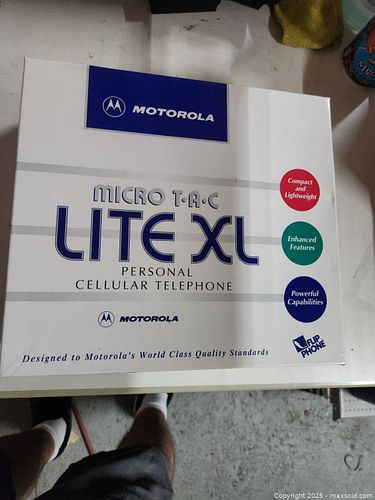 MOTOROLA
MICRO T·A·C
LITE XL
PERSONAL
CELLULAR TELEPHONE
MOTOROLA
Compact
and
Lightweight
Enhanced
Features
Powerful
Capabilities
FLIP
PHONE
Designed to Motorola's World Class Quality Standards
Copyright 2025 - maxsold.com